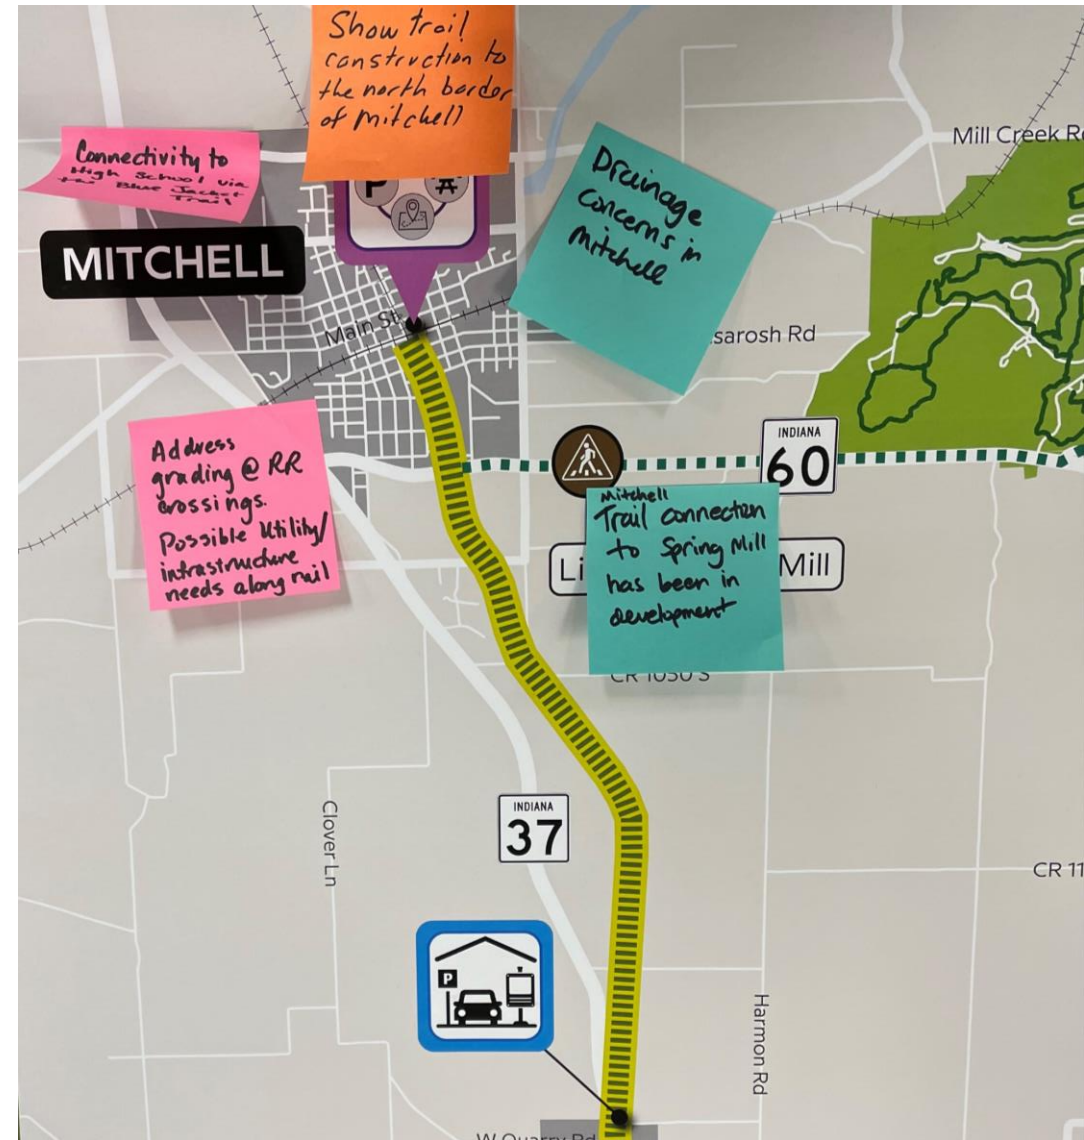 Show trail
construction to
the north border
of Mitchell
Connectivity to
High School via
the Blue Jacket
Trail
MITCHELL
P
Drainage
concerns in
Mitchell
Mill Creek R
Main St
sarosh Rd
Address
grading @ RR
crossings.
Possible Utility/
infrastructure
needs along rail
INDIANA
60
Mitchell
Trail connection
to Spring Mill
has been in
development
Li
Mill
CR 1050 S
Clover Ln
INDIANA
37
CR 11
P
Harmon Rd
W Quarry Rd